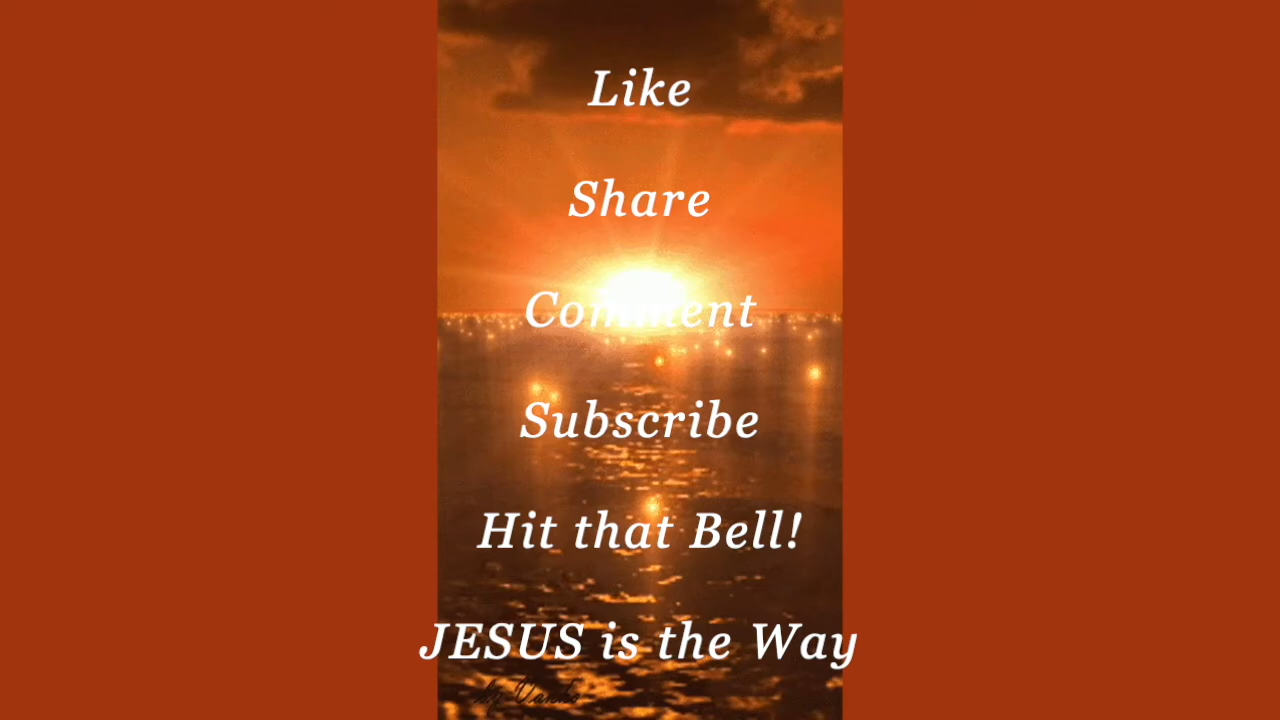 Like
Share
Comment
Subscribe
Hit that Bell!
JESUS is the Way